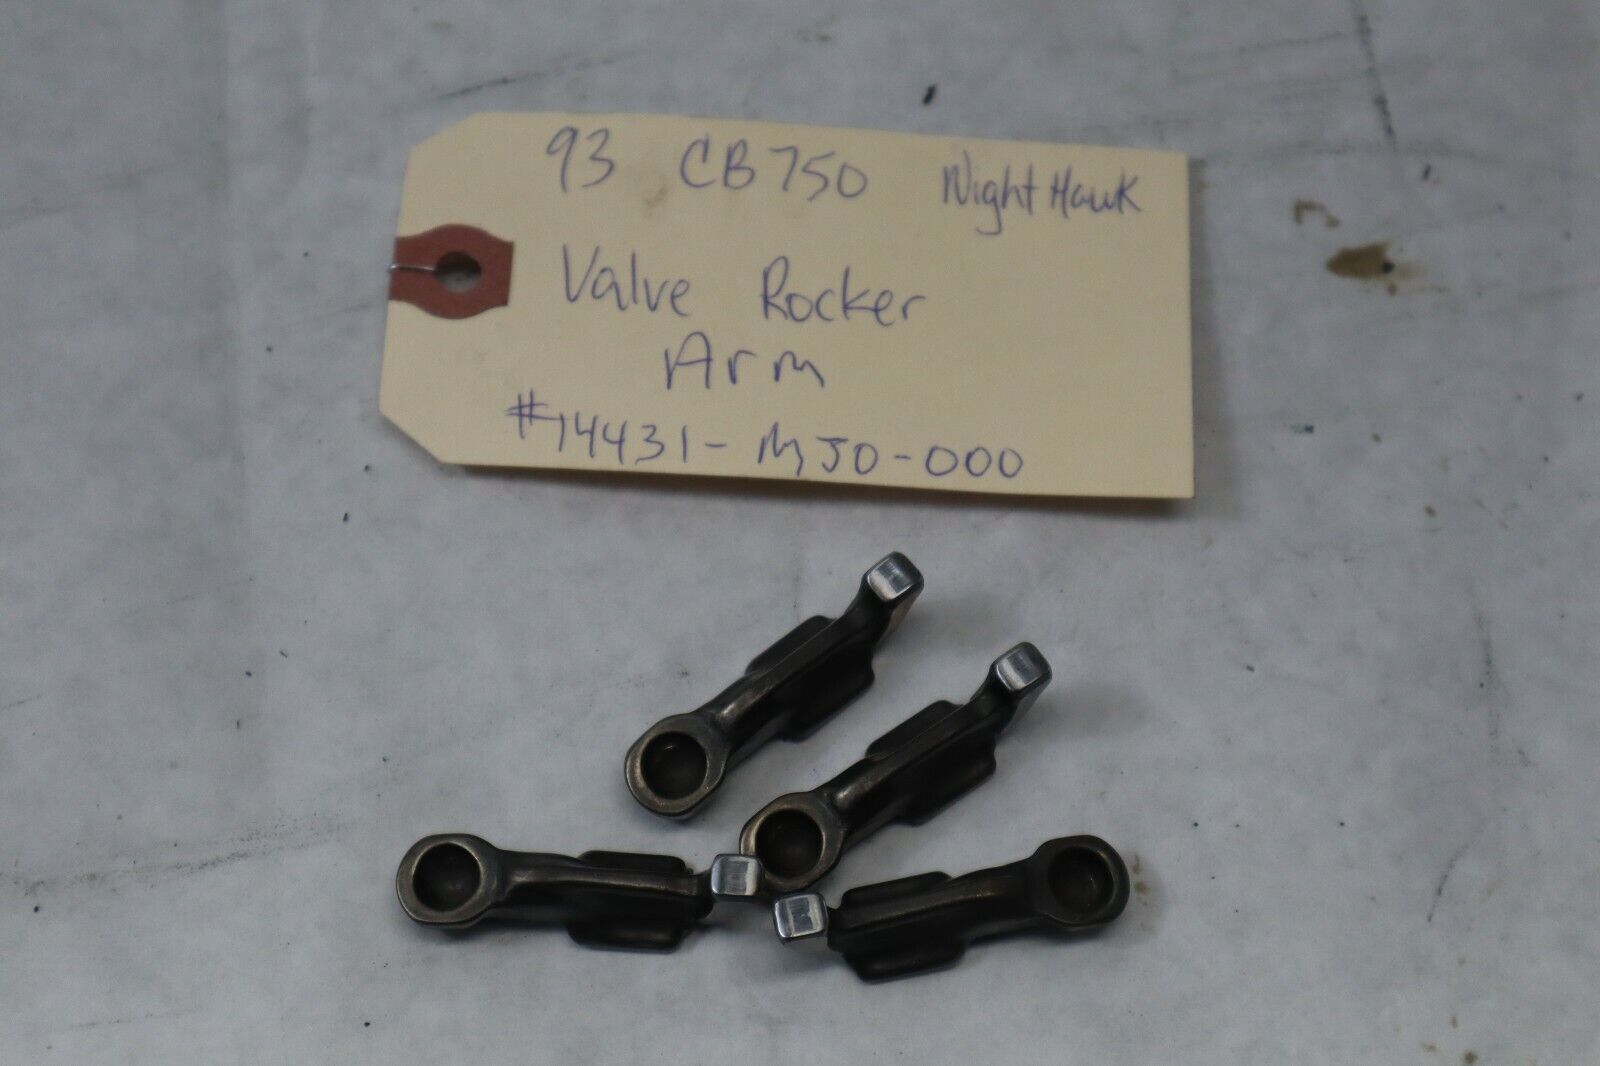 93 CB750 Night Hawk
Valve Rocker
Arm
#14431-MJ0-000